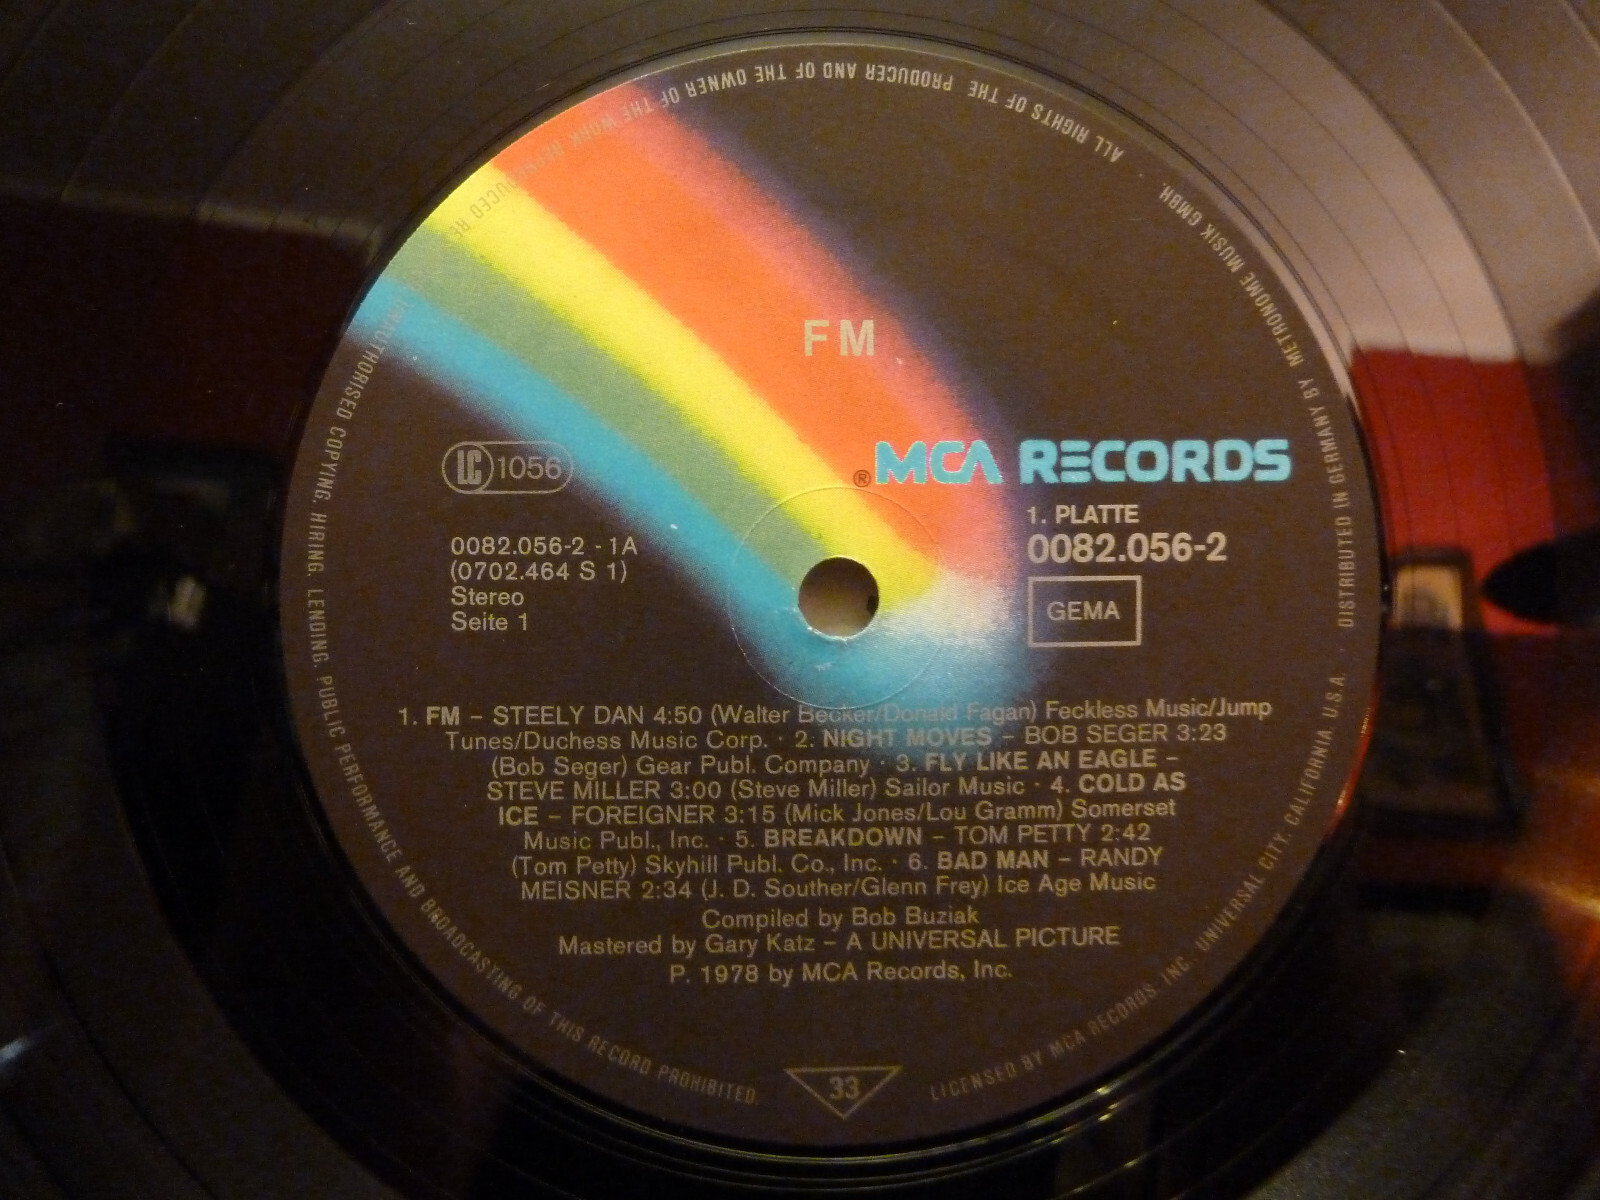 ALL RIGHTS OF THE PRODUCER AND OF THE OWNER OF THE WORK REPRODUCED RESERVED
UNAUTHORISED COPYING. HIRING. LENDING. PUBLIC PERFORMANCE AND BROADCASTING OF THIS RECORD PROHIBITED.
FM
® MCA RECORDS
LC 1056
1. PLATTE
0082.056-2
GEMA
0082.056-2 - 1A
(0702.464 S 1)
Stereo
Seite 1
1. FM – STEELY DAN 4:50 (Walter Becker/Donald Fagan) Feckless Music/Jump
Tunes/Duchess Music Corp. · 2. NIGHT MOVES – BOB SEGER 3:23
(Bob Seger) Gear Publ. Company · 3. FLY LIKE AN EAGLE –
STEVE MILLER 3:00 (Steve Miller) Sailor Music · 4. COLD AS
ICE – FOREIGNER 3:15 (Mick Jones/Lou Gramm) Somerset
Music Publ., Inc. · 5. BREAKDOWN – TOM PETTY 2:42
(Tom Petty) Skyhill Publ. Co., Inc. · 6. BAD MAN – RANDY
MEISNER 2:34 (J. D. Souther/Glenn Frey) Ice Age Music
Compiled by Bob Buziak
Mastered by Gary Katz – A UNIVERSAL PICTURE
P. 1978 by MCA Records, Inc.
33
LICENSED BY MCA RECORDS, INC., UNIVERSAL CITY, CALIFORNIA, U.S.A.
DISTRIBUTED IN GERMANY BY METRONOME MUSIK GMBH.